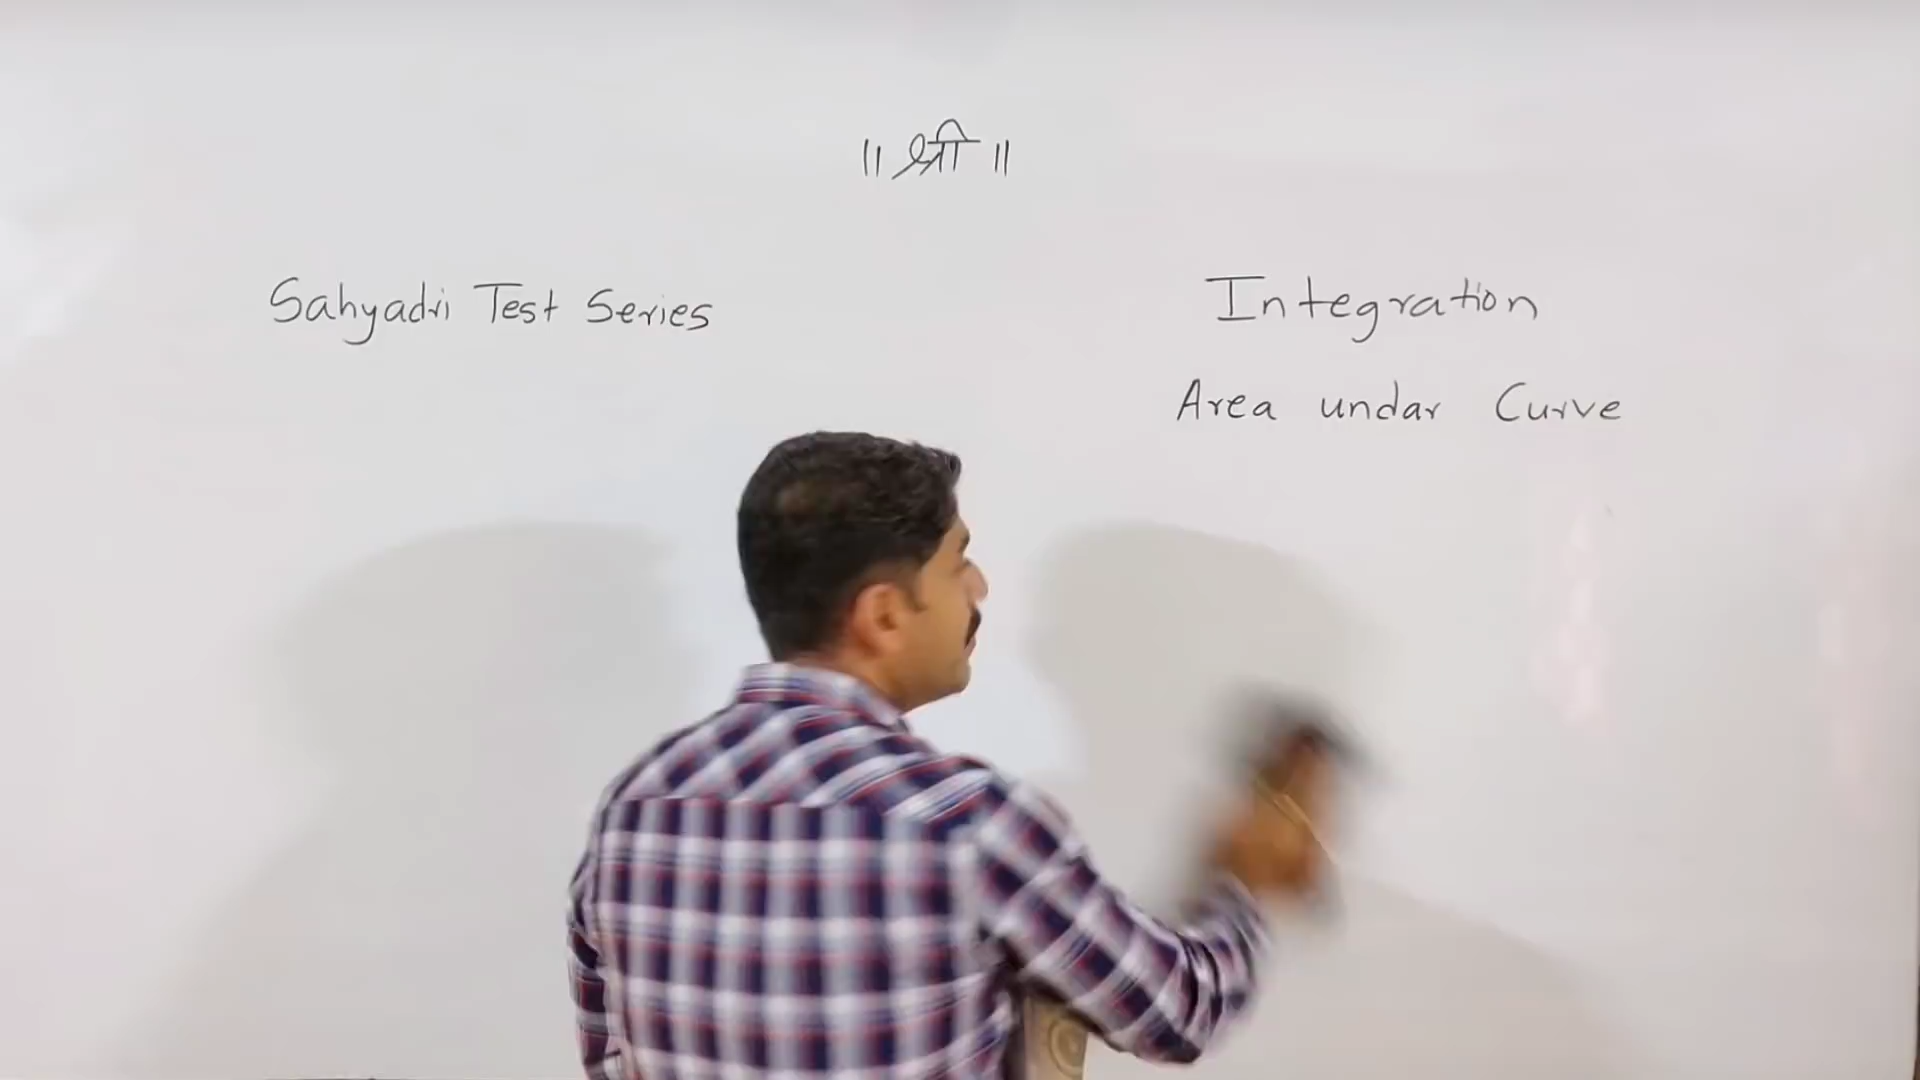 ॥ श्री ॥
Sahyadri Test Series
Integration
Area undar Curve